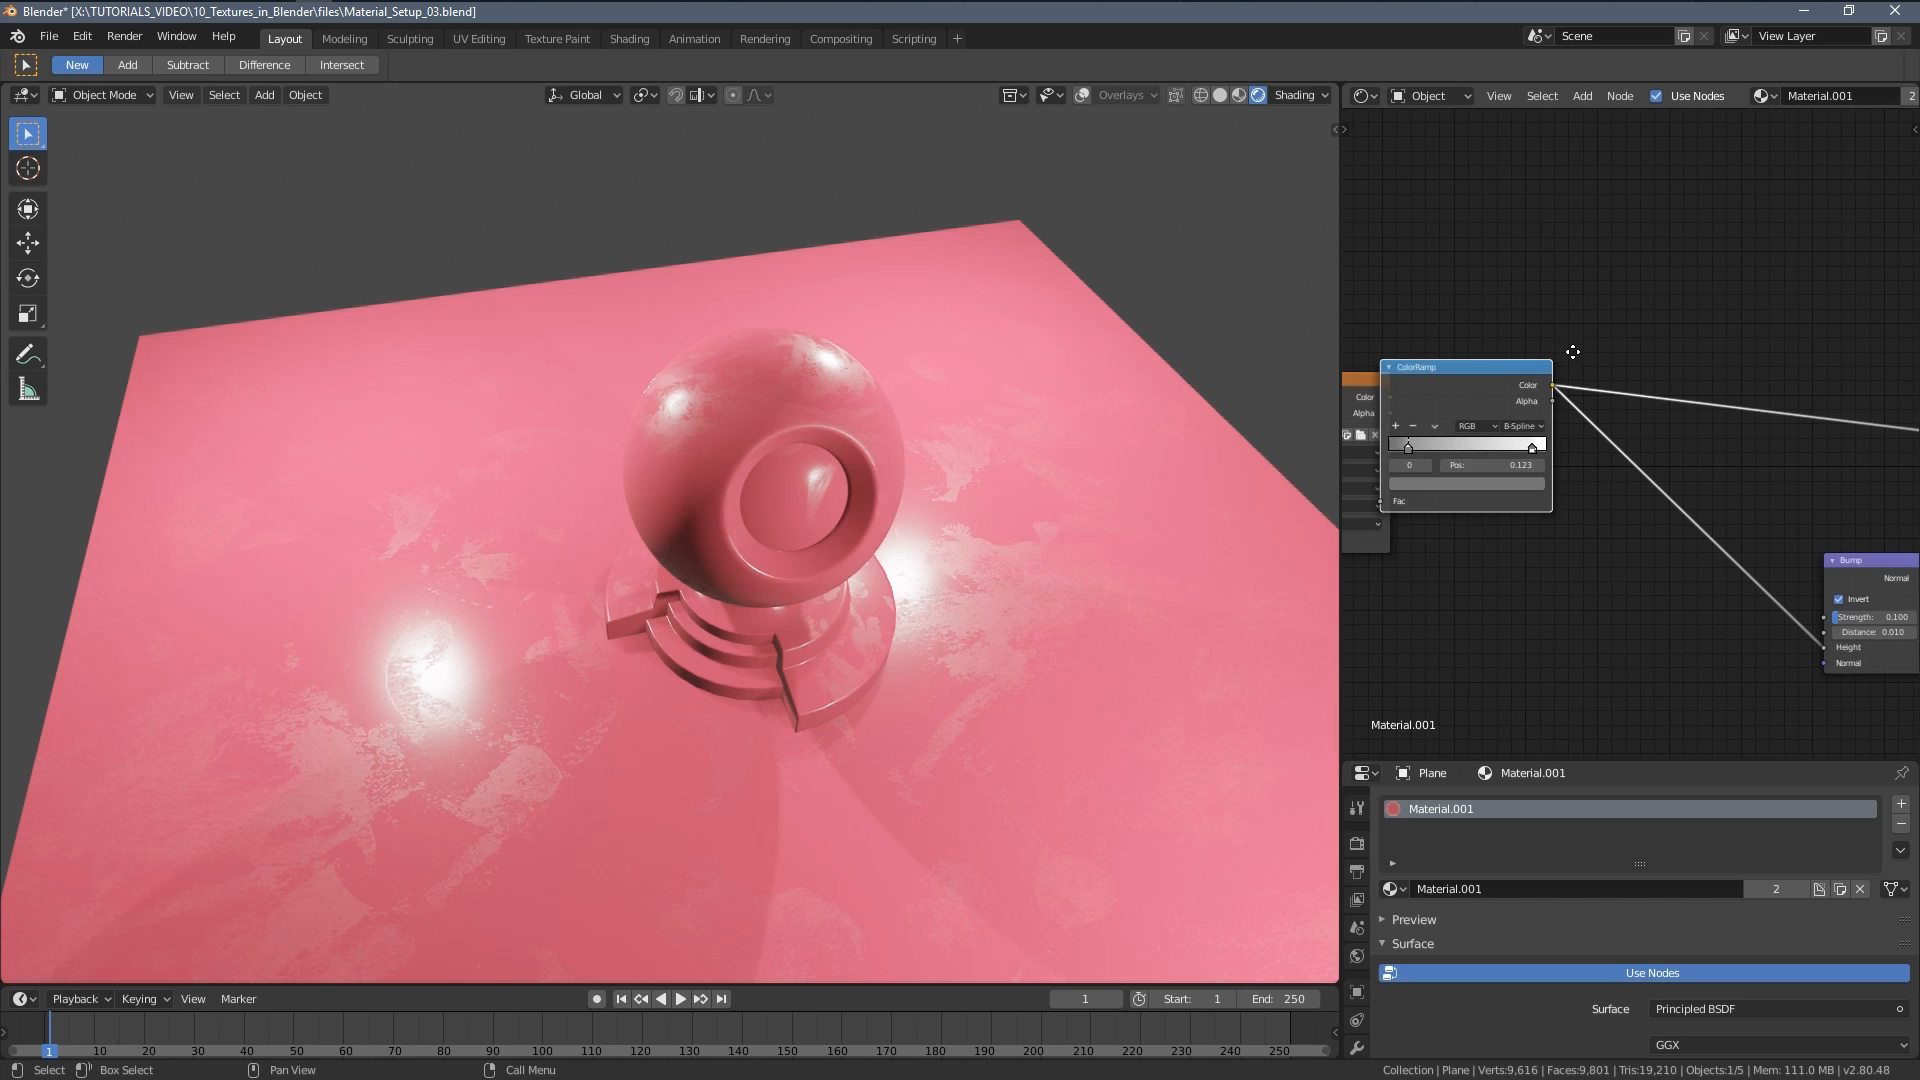 Blender* [X:\TUTORIALS_VIDEO\10_Textures_in_Blender\files\Material_Setup_03.blend]
File Edit Render Window Help Layout Modeling Sculpting UV Editing Texture Paint Shading Animation Rendering Compositing Scripting + Scene View Layer
New Add Subtract Difference Intersect
Object Mode View Select Add Object Global Overlays Shading Object View Select Add Node Use Nodes Material.001 2
ColorRamp
Color
Alpha
RGB B-Spline
0 Pos: 0.123
Fac
Color
Alpha
Bump
Normal
Invert
Strength: 0.100
Distance: 0.010
Height
Normal
Material.001
Plane Material.001
Material.001
Material.001 2
Preview
Surface
Use Nodes
Surface Principled BSDF
GGX
Playback Keying View Marker 1 Start: 1 End: 250
1 10 20 30 40 50 60 70 80 90 100 110 120 130 140 150 160 170 180 190 200 210 220 230 240 250
Select Box Select Pan View Call Menu Collection | Plane | Verts:9,616 | Faces:9,801 | Tris:19,210 | Objects:1/5 | Mem: 111.0 MB | v2.80.48